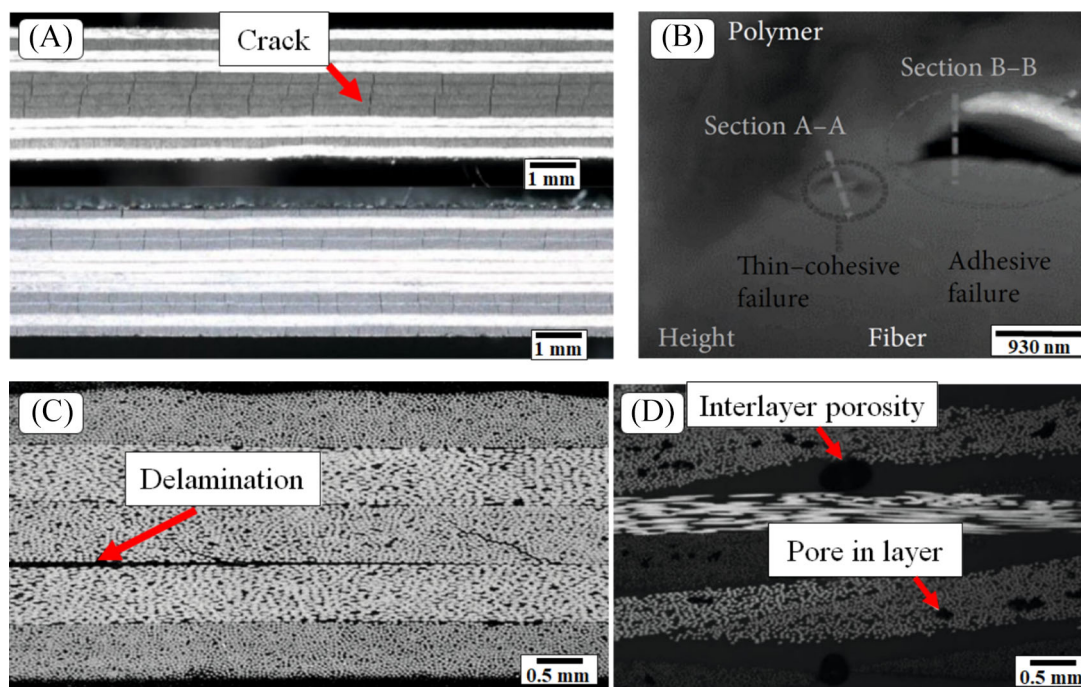 (A)
Crack
1 mm
1 mm
(B)
Polymer
Section B–B
Section A–A
Thin–cohesive
failure
Adhesive
failure
Height
Fiber
930 nm
(C)
Delamination
0.5 mm
(D)
Interlayer porosity
Pore in layer
0.5 mm